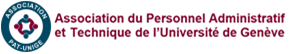 ASSOCIATION
PAT-UNIGE
Association du Personnel Administratif
et Technique de l'Université de Genève